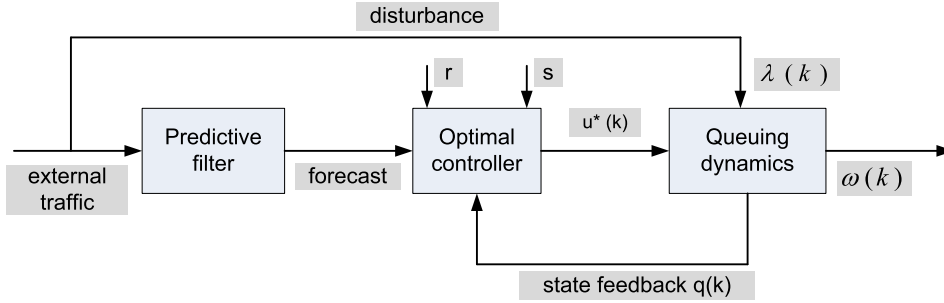 disturbance
r
s
λ (k)
Predictive
filter
Optimal
controller
u* (k)
Queuing
dynamics
external
traffic
forecast
ω(k)
state feedback q(k)